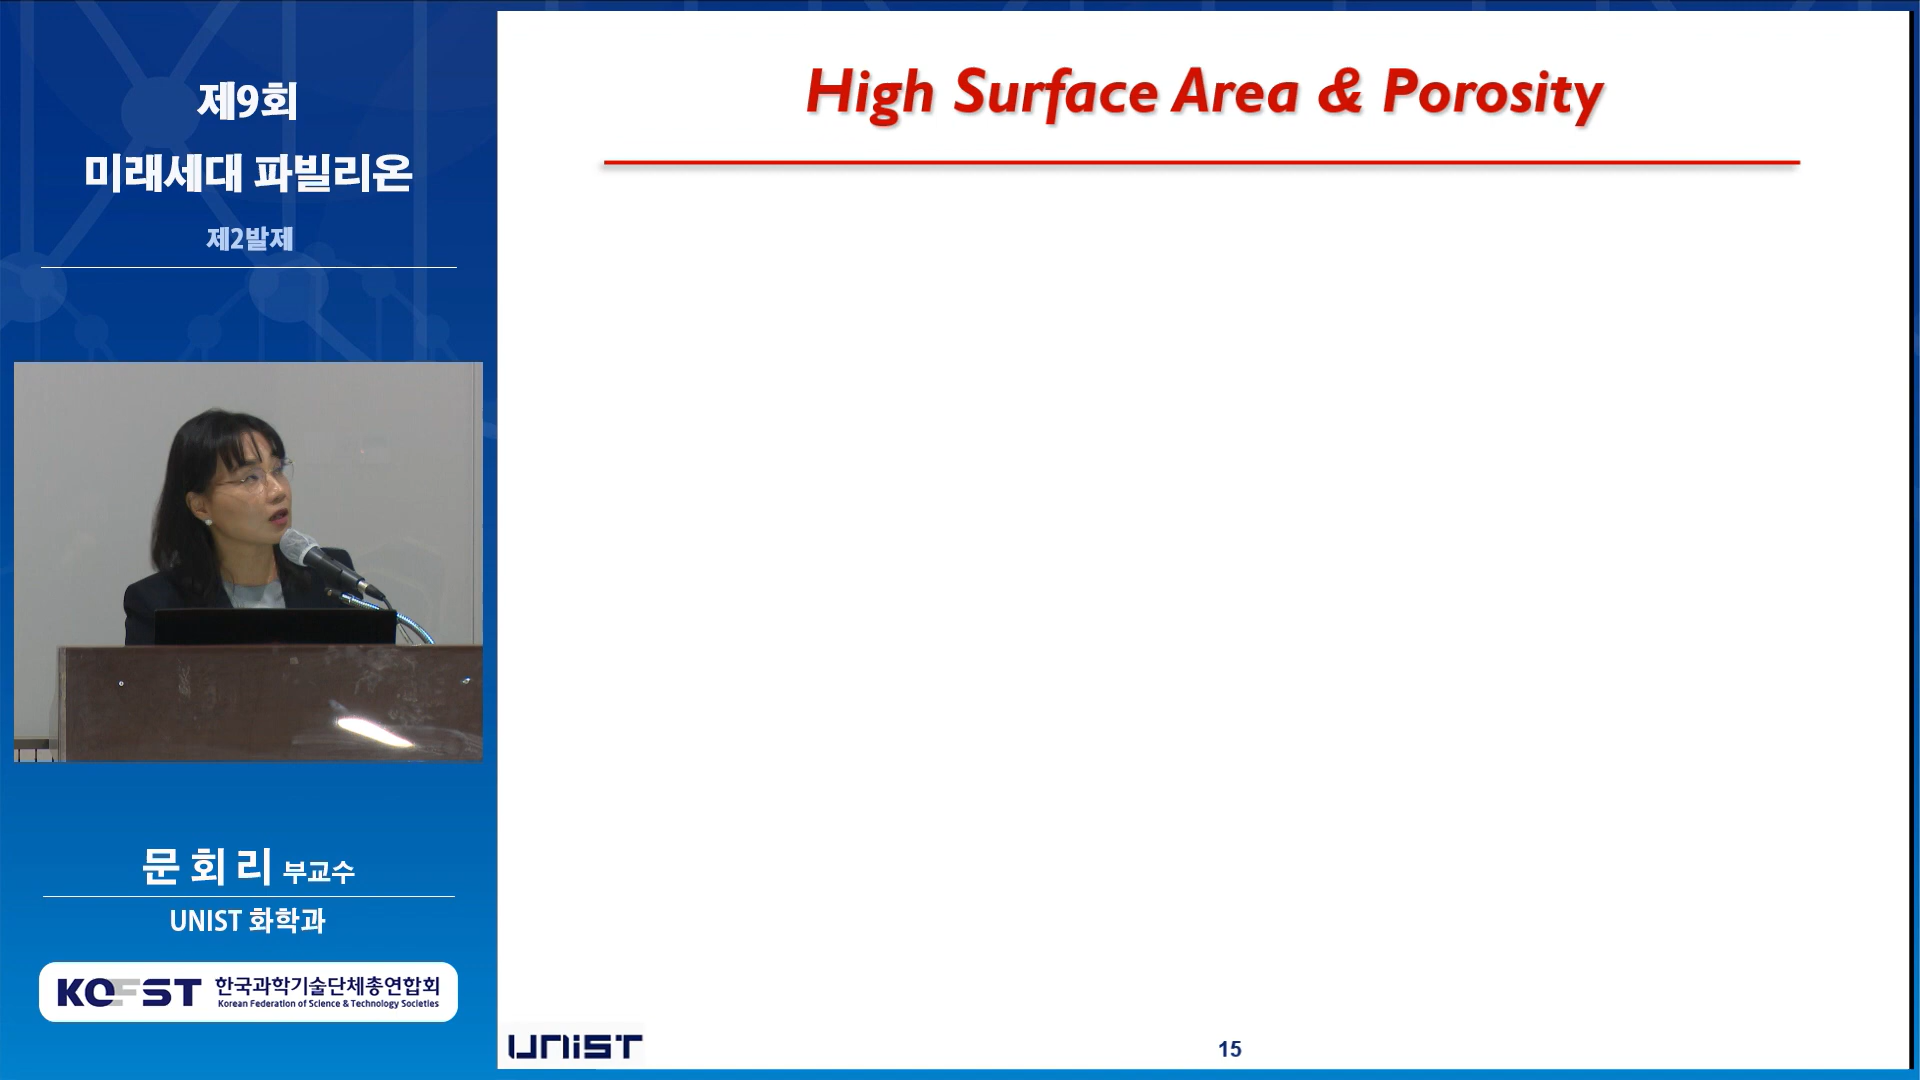 제9회
미래세대 파빌리온
제2발제
문 회 리 부교수
UNIST 화학과
KOFST 한국과학기술단체총연합회
Korean Federation of Science & Technology Societies
High Surface Area & Porosity
UNIST
15